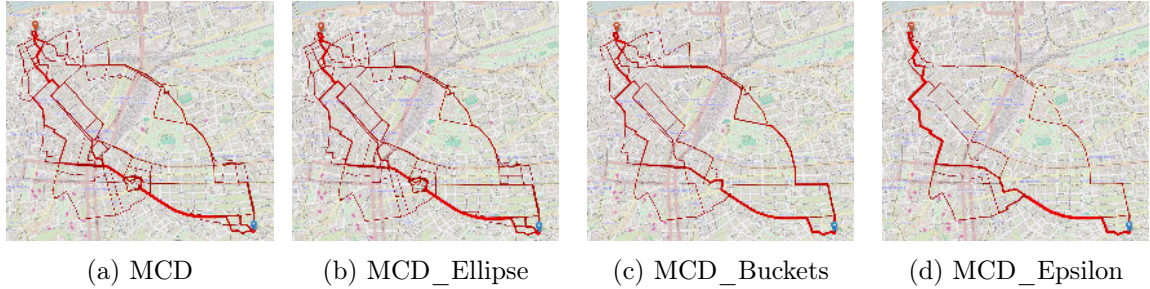 (a) MCD
(b) MCD_Ellipse
(c) MCD_Buckets
(d) MCD_Epsilon